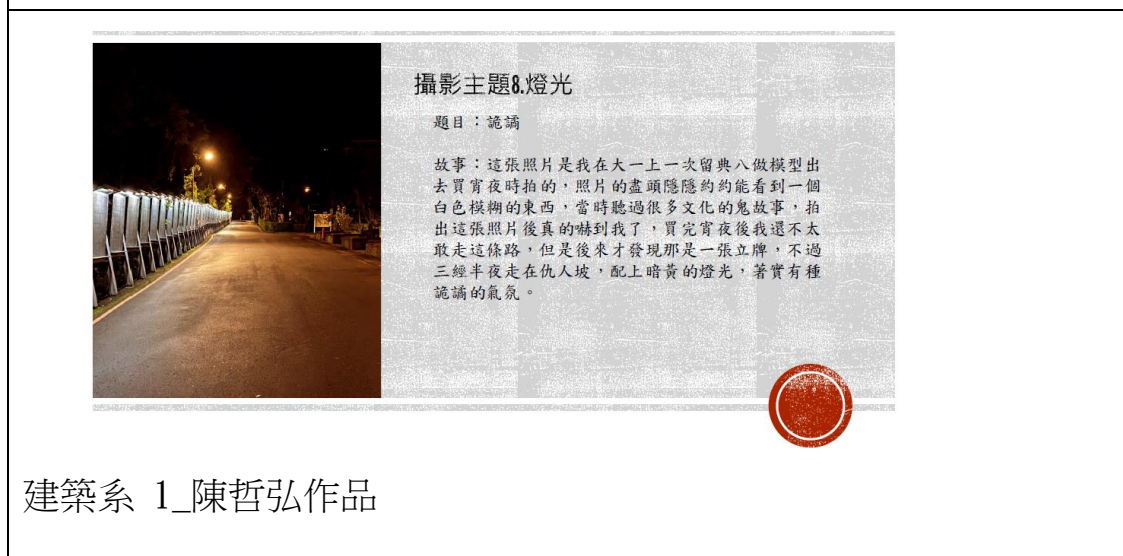 攝影主題8.燈光
題目：詭譎
故事：這張照片是我在大一上一次留典八做模型出
去買宵夜時拍的，照片的盡頭隱隱約約能看到一個
白色模糊的東西，當時聽過很多文化的鬼故事，拍
出這張照片後真的嚇到我了，買完宵夜後我還不太
敢走這條路，但是後來才發現那是一張立牌，不過
三經半夜走在仇人坡，配上暗黃的燈光，著實有種
詭譎的氣氛。
建築系 1_陳哲弘作品